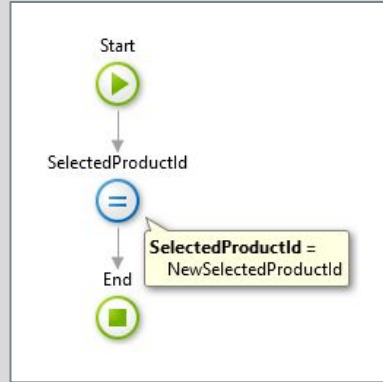 Start
SelectedProductId
SelectedProductId =
NewSelectedProductId
End